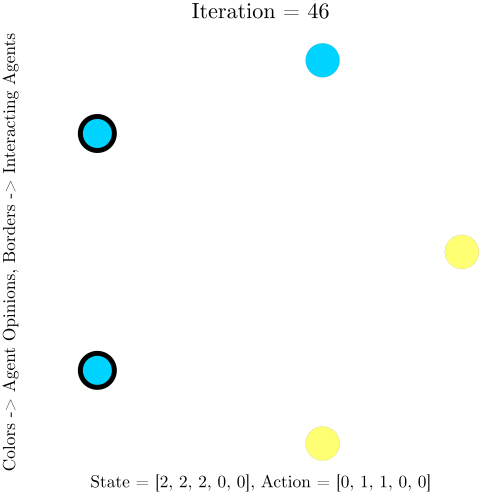 Iteration = 46
Colors -> Agent Opinions, Borders -> Interacting Agents
State = [2, 2, 2, 0, 0], Action = [0, 1, 1, 0, 0]